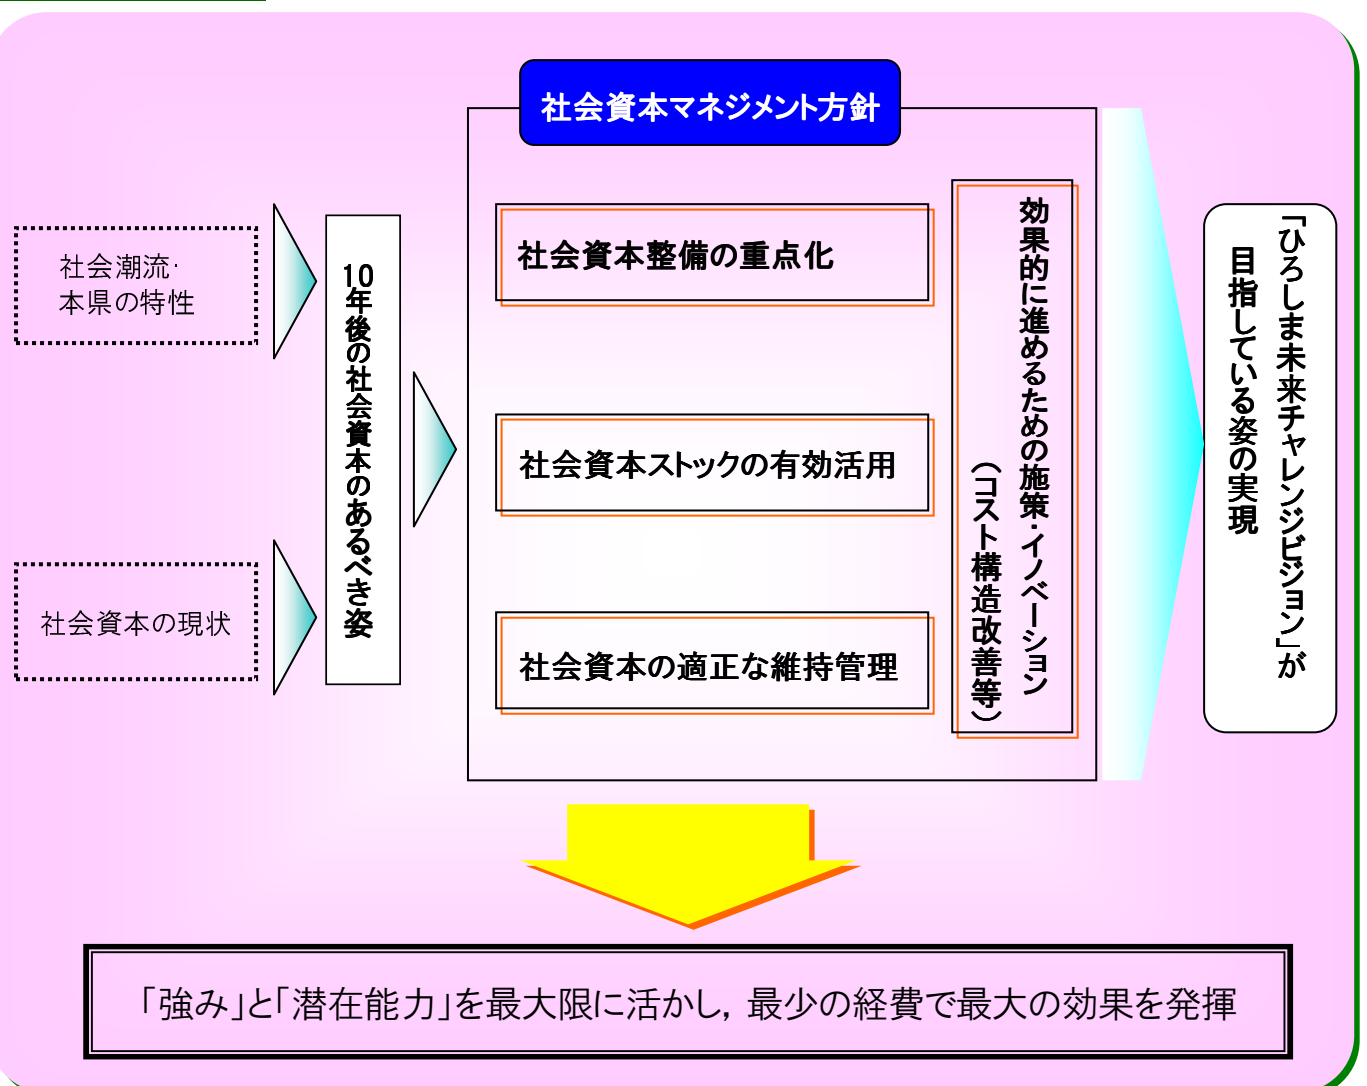 社会資本マネジメント方針
社会潮流・
本県の特性
社会資本の現状
10年後の社会資本のあるべき姿
社会資本整備の重点化
社会資本ストックの有効活用
社会資本の適正な維持管理
効果的に進めるための施策・イノベーション
（コスト構造改善等）
「ひろしま未来チャレンジビジョン」が
目指している姿の実現
「強み」と「潜在能力」を最大限に活かし，最少の経費で最大の効果を発揮